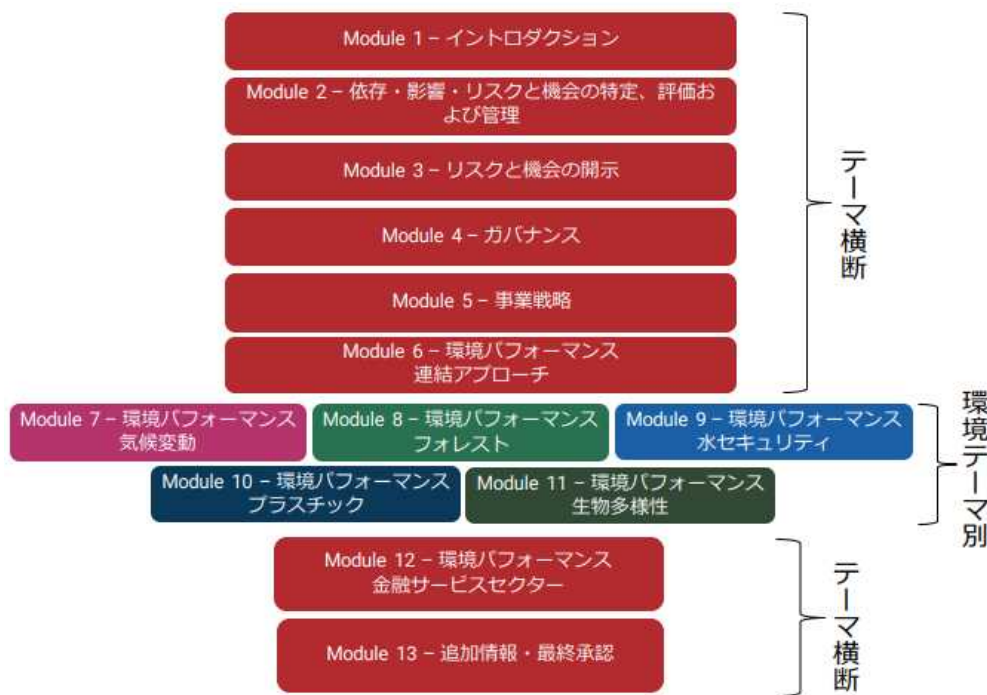 Module 1 – イントロダクション
Module 2 – 依存・影響・リスクと機会の特定、評価お
よび管理
Module 3 – リスクと機会の開示
Module 4 – ガバナンス
Module 5 – 事業戦略
Module 6 – 環境パフォーマンス
連結アプローチ
テーマ横断
Module 7 – 環境パフォーマンス
気候変動
Module 8 – 環境パフォーマンス
フォレスト
Module 9 – 環境パフォーマンス
水セキュリティ
Module 10 – 環境パフォーマンス
プラスチック
Module 11 – 環境パフォーマンス
生物多様性
環境テーマ別
Module 12 – 環境パフォーマンス
金融サービスセクター
Module 13 – 追加情報・最終承認
テーマ横断